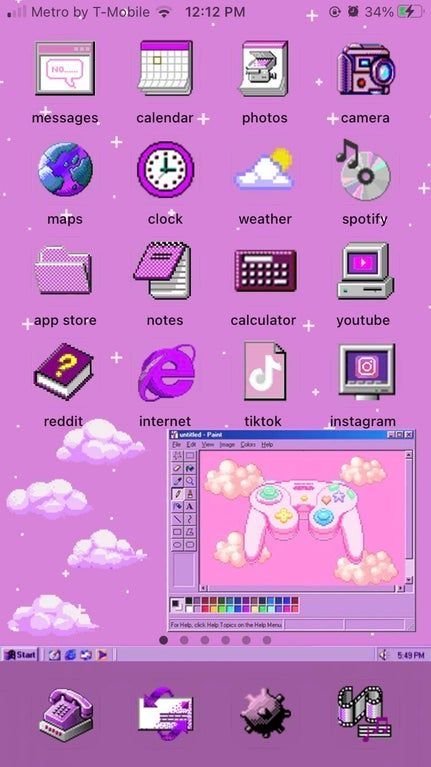 Metro by T-Mobile 12:12 PM 34%
NO.....
messages calendar photos camera
maps clock weather spotify
app store notes calculator youtube
reddit internet tiktok instagram
untitled - Paint
File Edit View Image Colors Help
For Help, click Help Topics on the Help Menu.
Start 5:49 PM